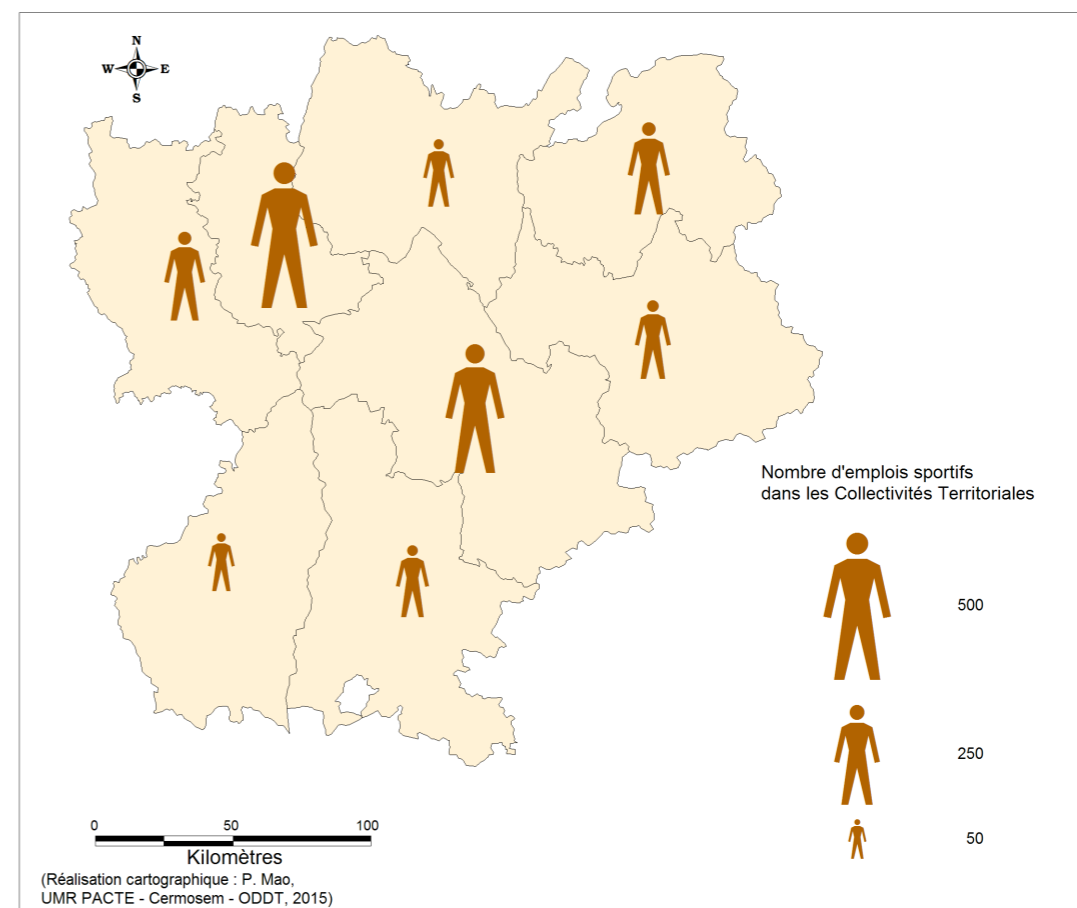 N
W E
S
Nombre d'emplois sportifs
dans les Collectivités Territoriales
500
250
50
0 50 100
Kilomètres
(Réalisation cartographique : P. Mao,
UMR PACTE - Cermosem - ODDT, 2015)